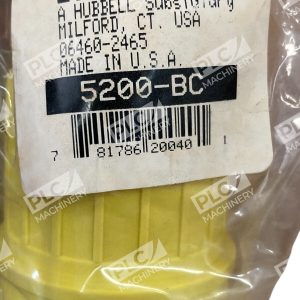 A HUBBELL Subsidiary
MILFORD, CT. USA
06460-2465
MADE IN U.S.A.
5200-BC
7 81786 20040 1
PLC
MACHINERY